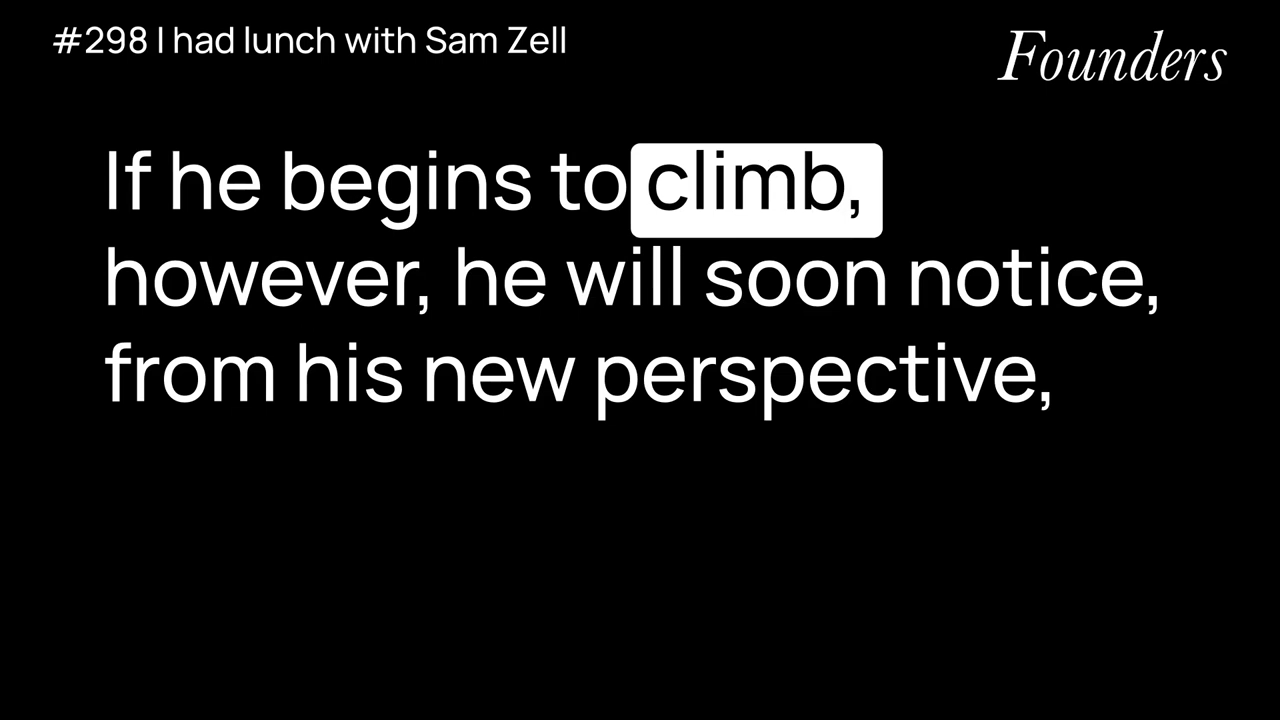 #298 I had lunch with Sam Zell
Founders
If he begins to climb,
however, he will soon notice,
from his new perspective,